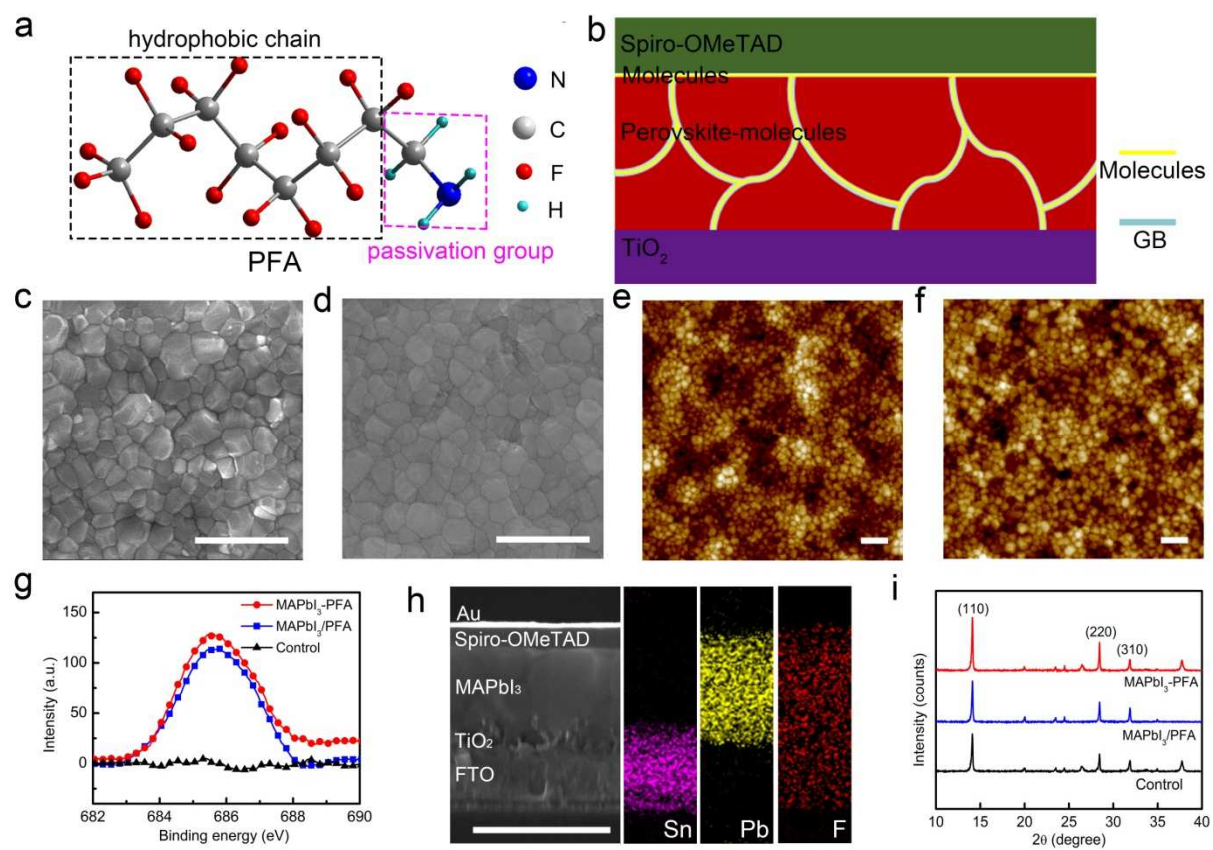 a
hydrophobic chain
N
C
F
H
passivation group
PFA
b
Spiro-OMeTAD
Molecules
Perovskite-molecules
TiO₂
Molecules
GB
c
d
e
f
g
Intensity (a.u.)
150
100
50
0
MAPbI₃-PFA
MAPbI₃/PFA
Control
682 684 686 688 690
Binding energy (eV)
h
Au
Spiro-OMeTAD
MAPbI₃
TiO₂
FTO
Sn
Pb
F
i
Intensity (counts)
(110)
(220)
(310)
MAPbI₃-PFA
MAPbI₃/PFA
Control
10 15 20 25 30 35 40
2θ (degree)